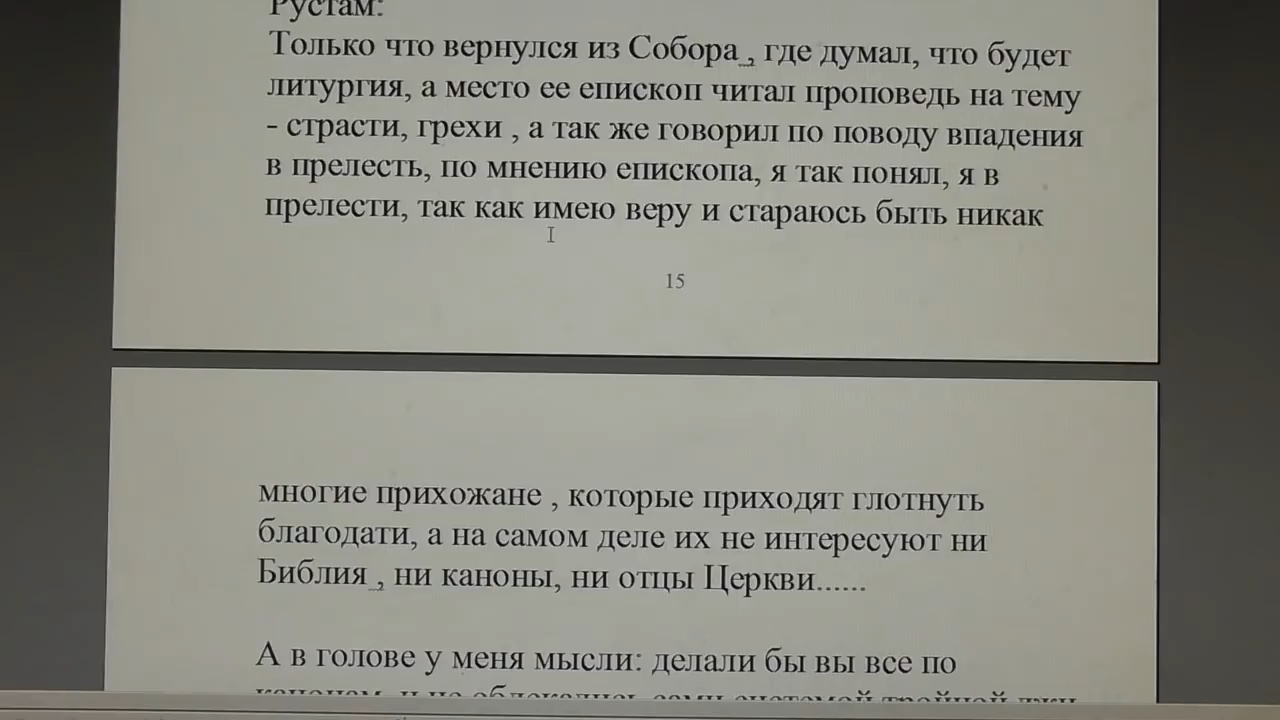 Рустам:
Только что вернулся из Собора , где думал, что будет
литургия, а место ее епископ читал проповедь на тему
- страсти, грехи , а так же говорил по поводу впадения
в прелесть, по мнению епископа, я так понял, я в
прелести, так как имею веру и стараюсь быть никак
15
многие прихожане , которые приходят глотнуть
благодати, а на самом деле их не интересуют ни
Библия , ни каноны, ни отцы Церкви......
А в голове у меня мысли: делали бы вы все по